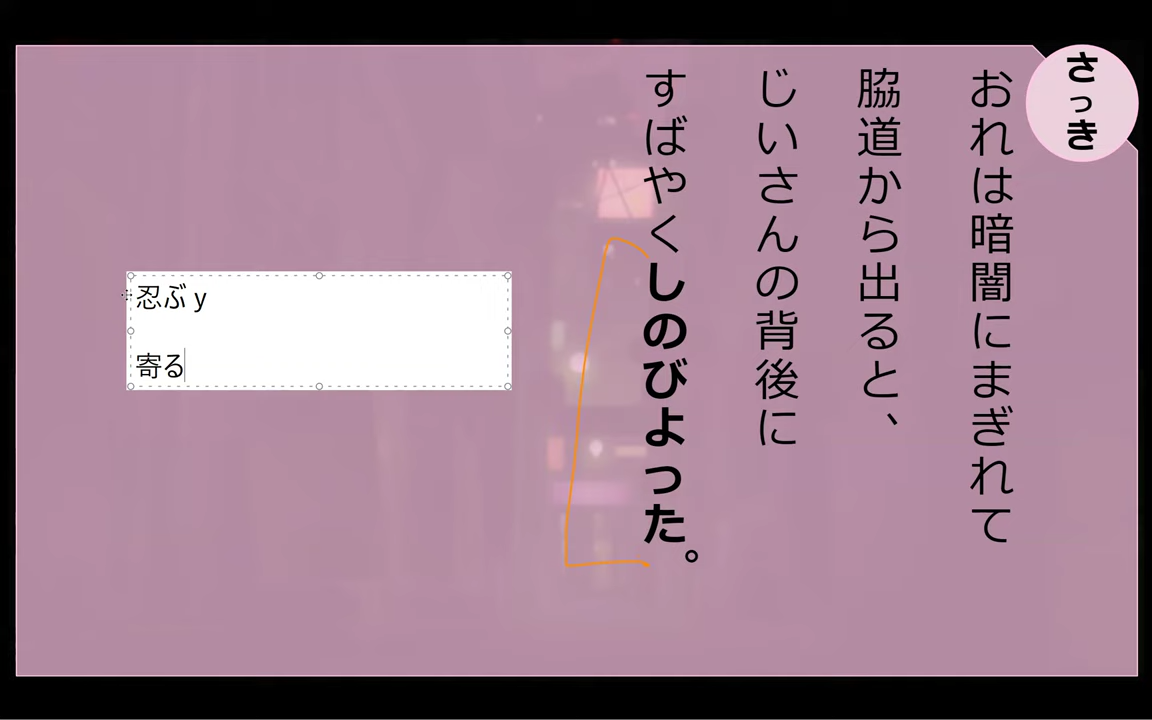 さっき
おれは暗闇にまぎれて
脇道から出ると、
じいさんの背後に
すばやくしのびよった。
忍ぶ y
寄る